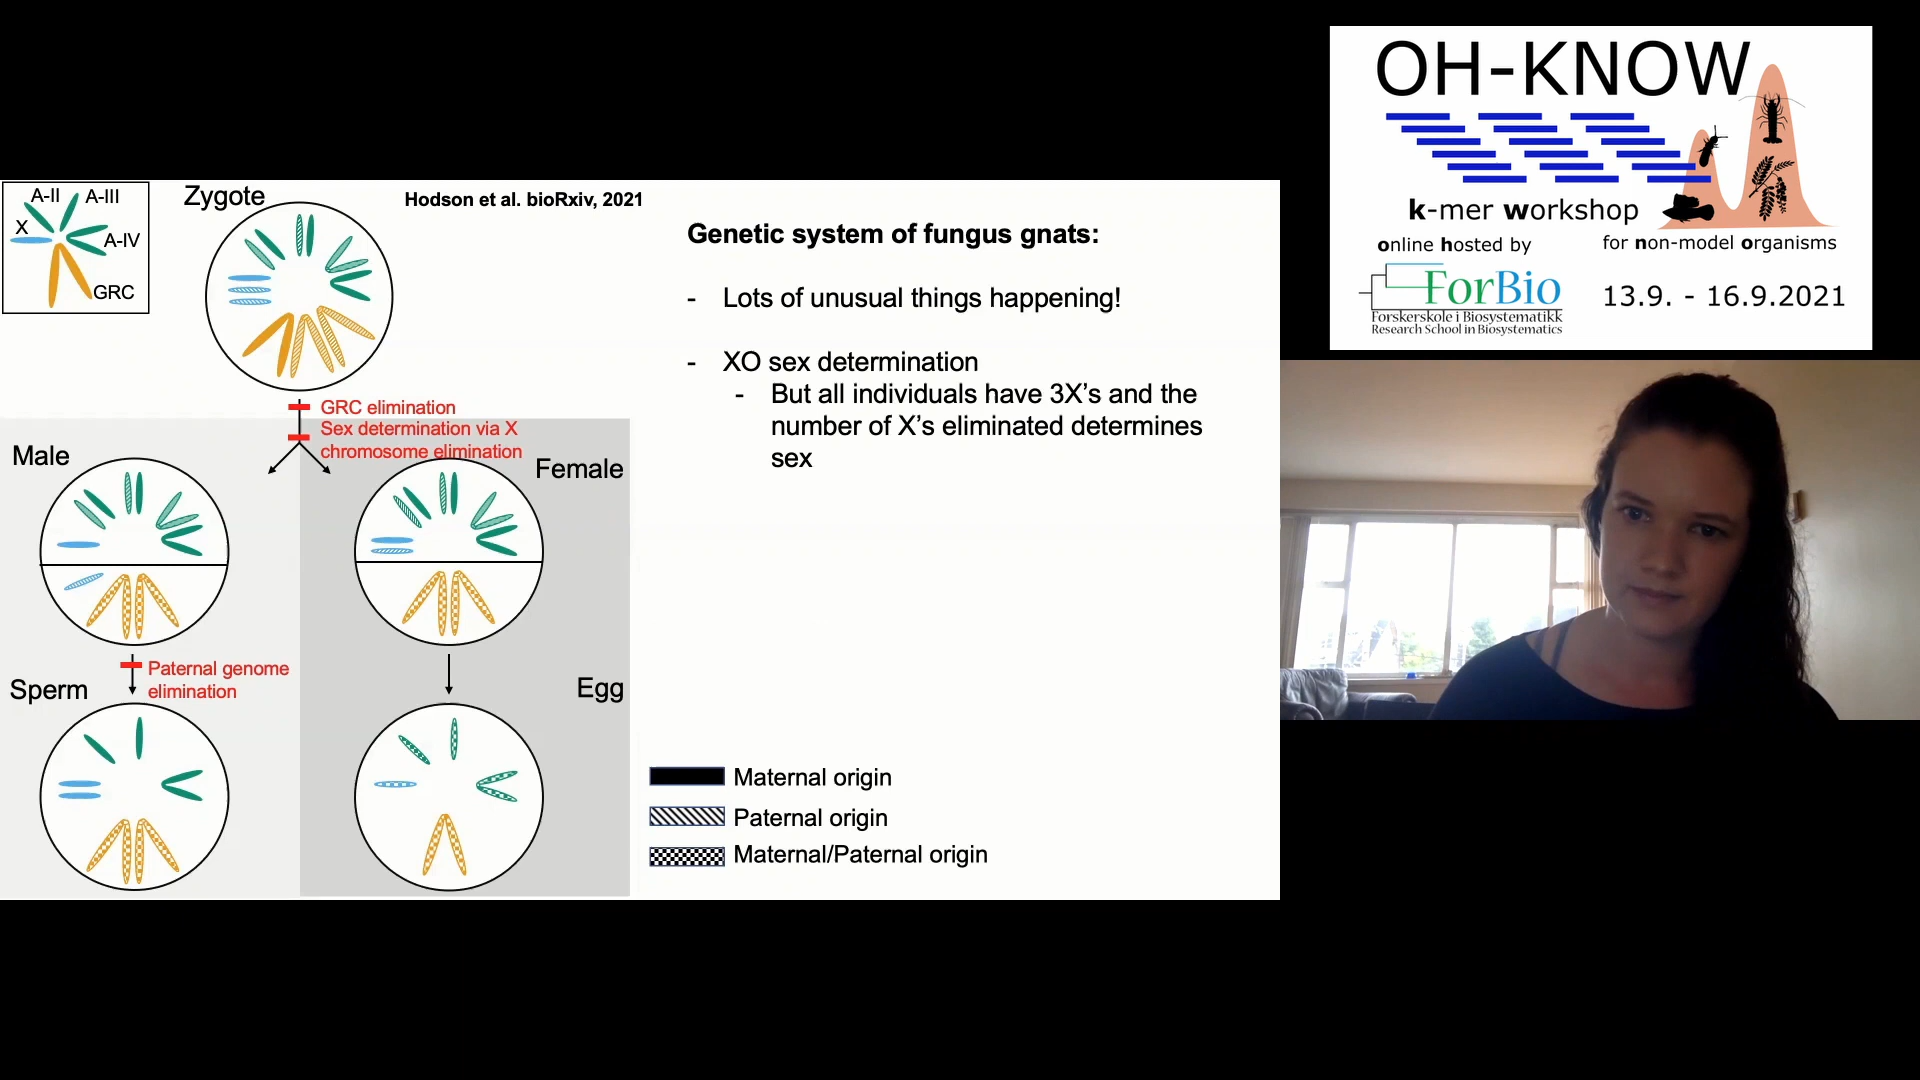 A-II
A-III
X
A-IV
GRC
Zygote
Hodson et al. bioRxiv, 2021
GRC elimination
Sex determination via X
chromosome elimination
Male
Female
Paternal genome
elimination
Sperm
Egg
Genetic system of fungus gnats:
- Lots of unusual things happening!
- XO sex determination
- But all individuals have 3X's and the
number of X's eliminated determines
sex
Maternal origin
Paternal origin
Maternal/Paternal origin
OH-KNOW
k-mer workshop
online hosted by
for non-model organisms
ForBio
Forskerskole i Biosystematikk
Research School in Biosystematics
13.9. - 16.9.2021